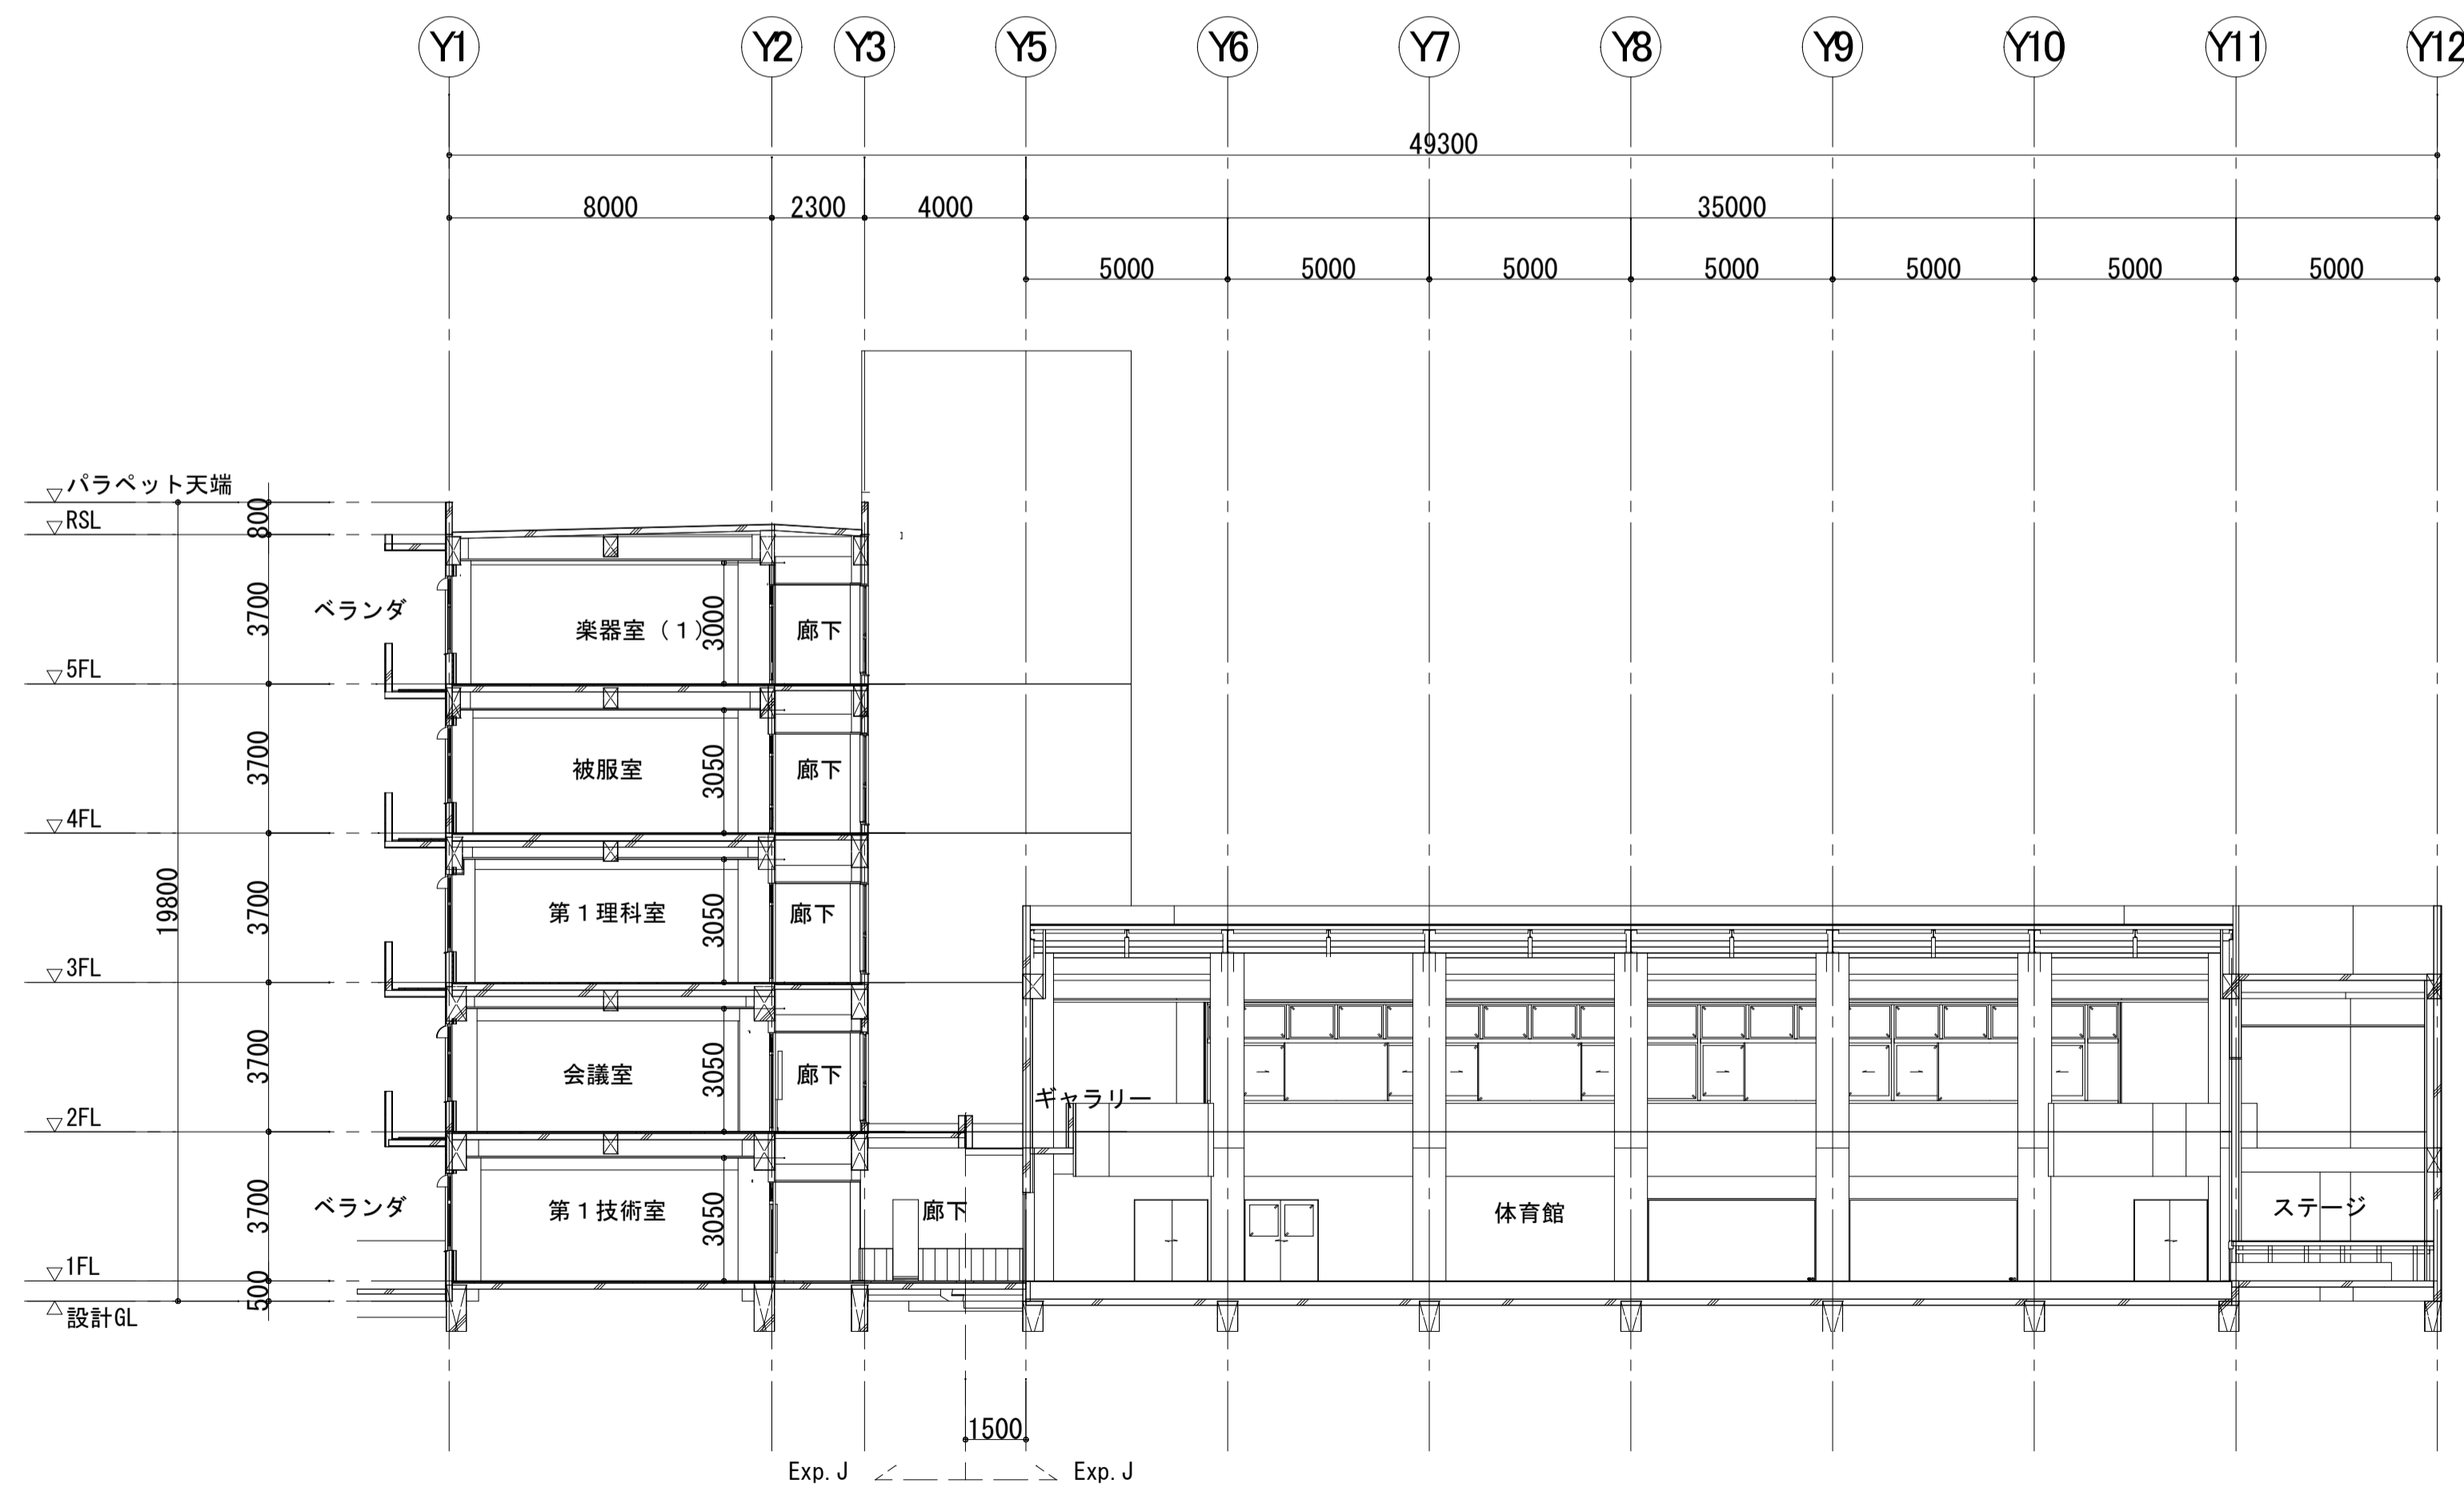 Y1 Y2 Y3 Y5 Y6 Y7 Y8 Y9 Y10 Y11 Y12
49300
8000 2300 4000 35000
5000 5000 5000 5000 5000 5000 5000
パラペット天端
800
RSL
3700
ベランダ
楽器室（1）
3000
廊下
5FL
3700
被服室
3050
廊下
4FL
19800
3700
第1理科室
3050
廊下
3FL
3700
会議室
3050
廊下
ギャラリー
2FL
3700
ベランダ
第1技術室
3050
廊下
体育館
ステージ
1FL
500
設計GL
1500
Exp.J Exp.J